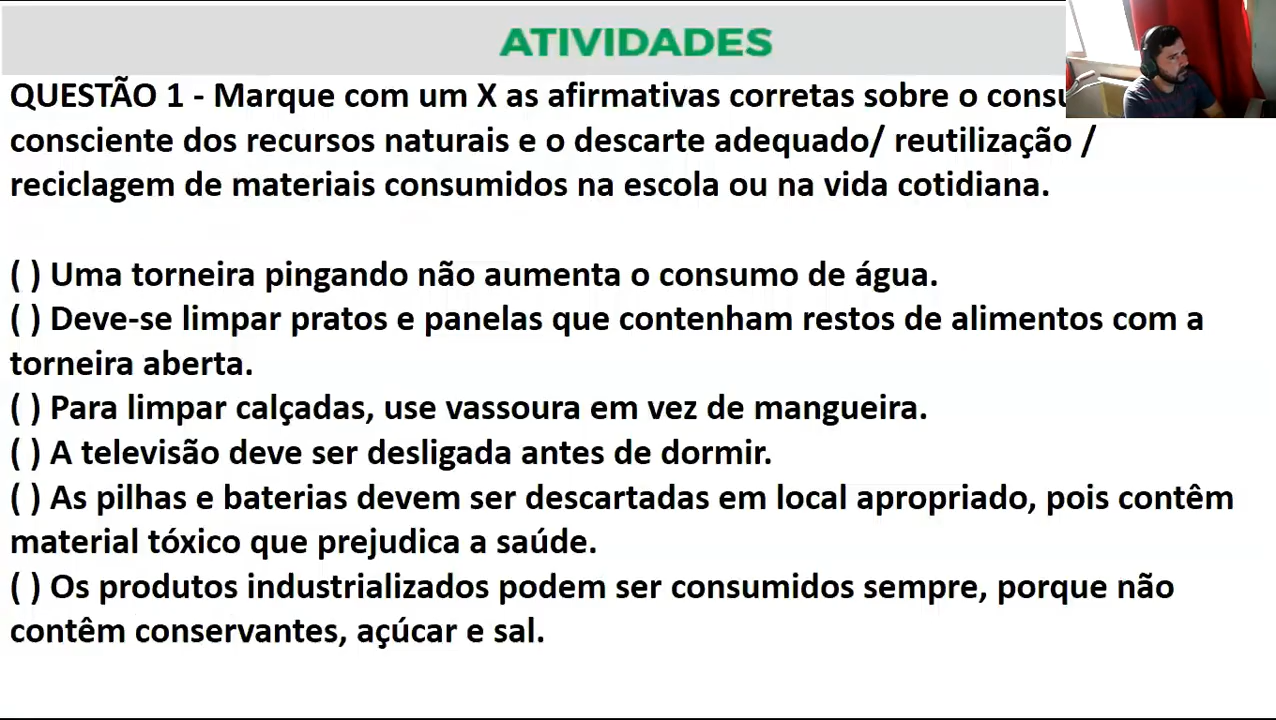 ATIVIDADES
QUESTÃO 1 - Marque com um X as afirmativas corretas sobre o
consciente dos recursos naturais e o descarte adequado/ reutilização /
reciclagem de materiais consumidos na escola ou na vida cotidiana.
( ) Uma torneira pingando não aumenta o consumo de água.
( ) Deve-se limpar pratos e panelas que contenham restos de alimentos com a
torneira aberta.
( ) Para limpar calçadas, use vassoura em vez de mangueira.
( ) A televisão deve ser desligada antes de dormir.
( ) As pilhas e baterias devem ser descartadas em local apropriado, pois contêm
material tóxico que prejudica a saúde.
( ) Os produtos industrializados podem ser consumidos sempre, porque não
contêm conservantes, açúcar e sal.